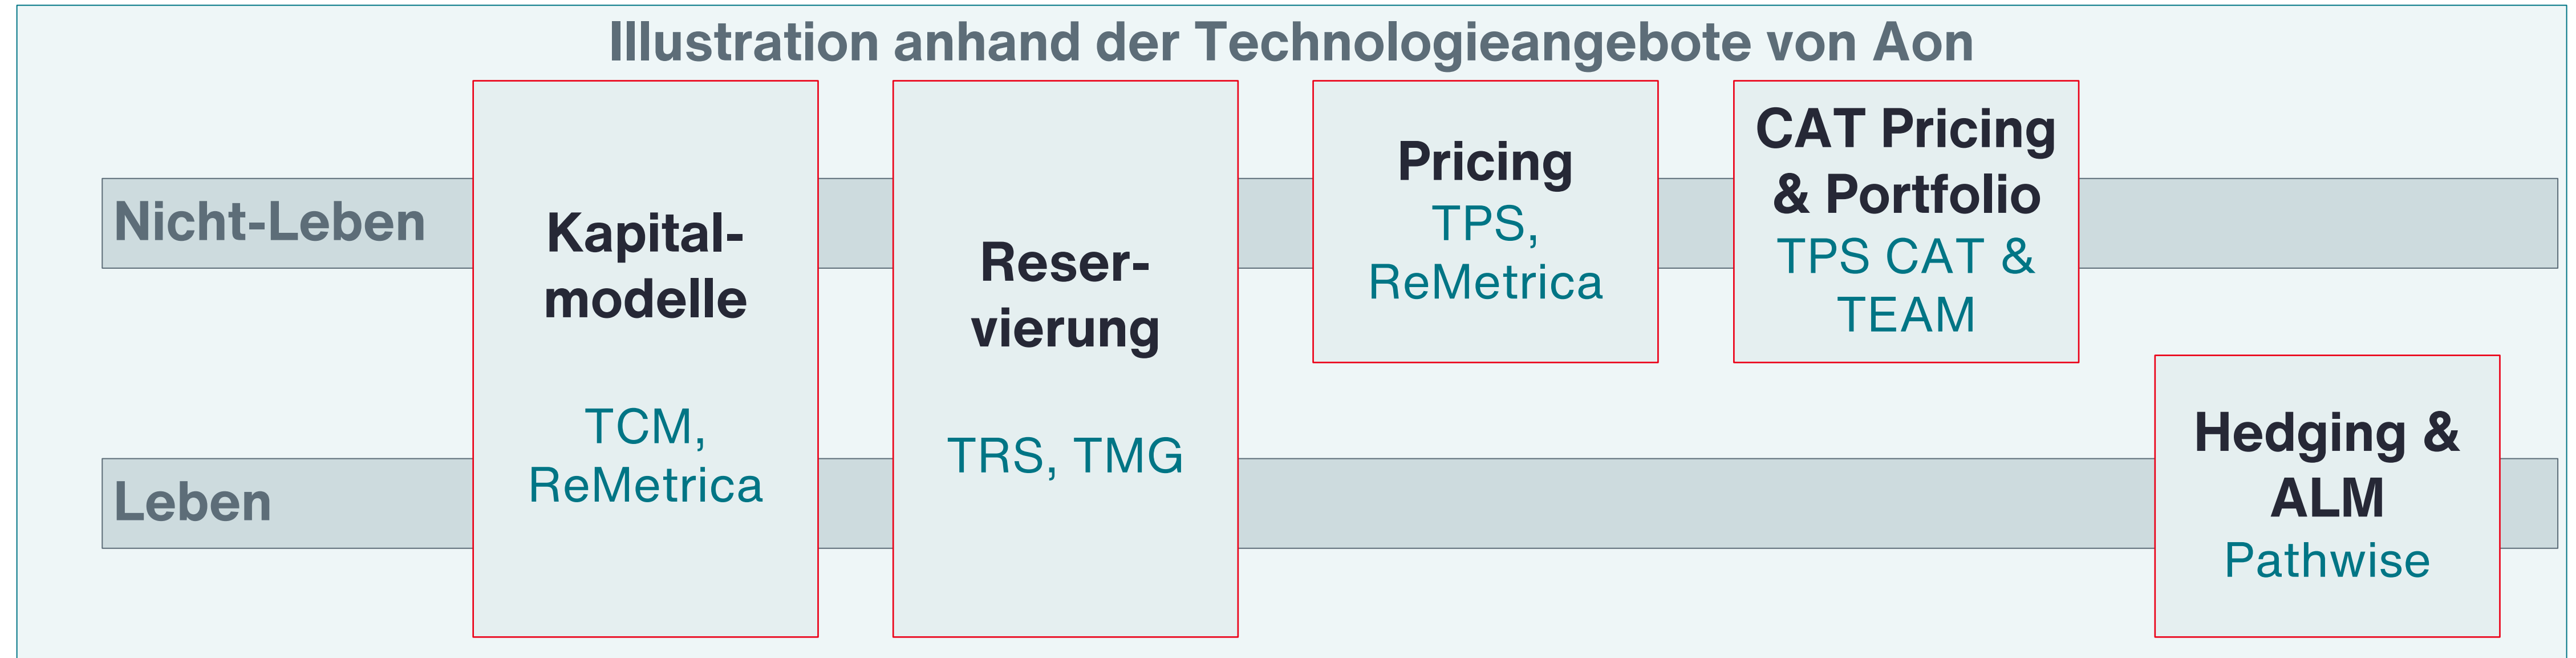 Illustration anhand der Technologieangebote von Aon
Nicht-Leben
Leben
Kapital-
modelle
TCM,
ReMetrica
Reser-
vierung
TRS, TMG
Pricing
TPS,
ReMetrica
CAT Pricing
& Portfolio
TPS CAT &
TEAM
Hedging &
ALM
Pathwise